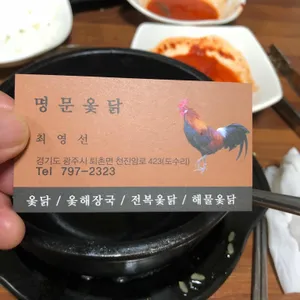 명문옻닭
최영선
경기도 광주시 퇴촌면 천진암로 423(도수리)
Tel 797-2323
옻닭 / 옻해장국 / 전복옻닭 / 해물옻닭